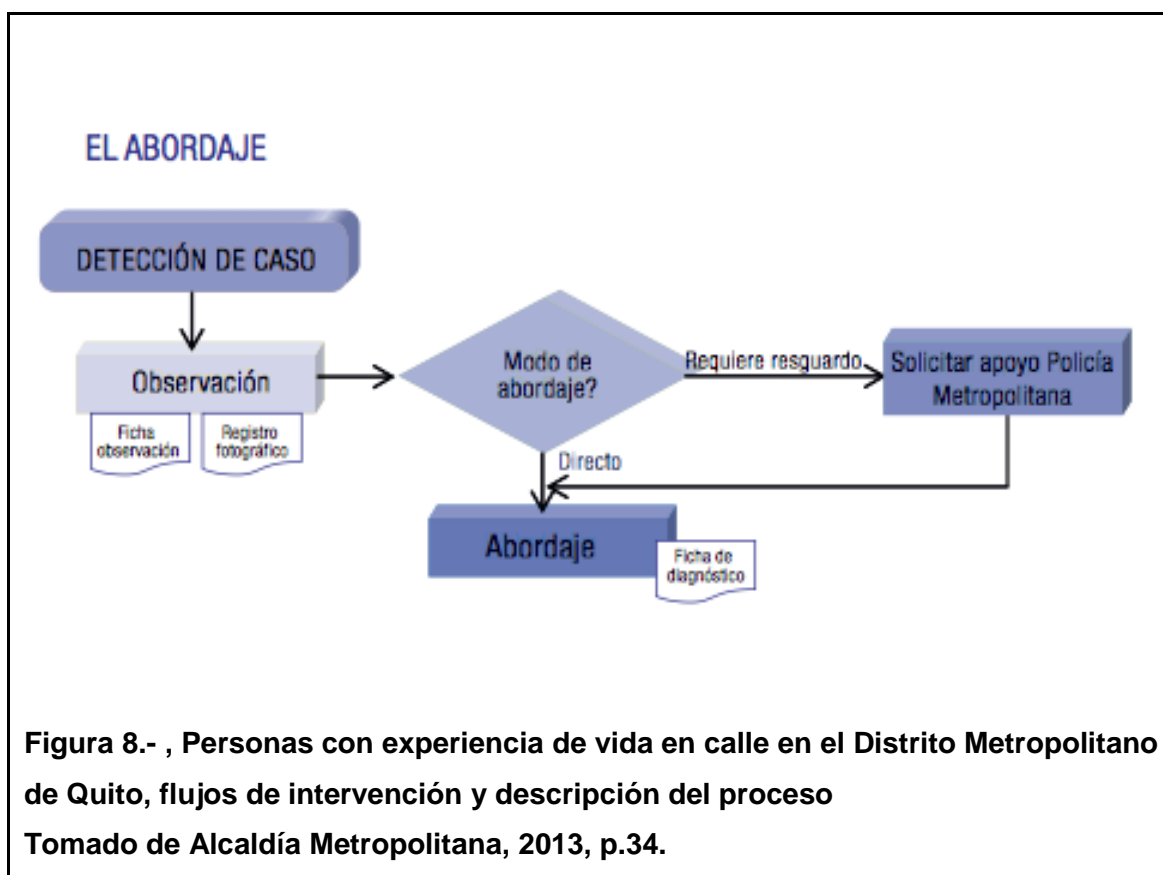 EL ABORDAJE
DETECCIÓN DE CASO
Observación
Ficha
observación
Registro
fotográfico
Modo de
abordaje?
Requiere resguardo
Solicitar apoyo Policía
Metropolitana
Directo
Abordaje
Ficha de
diagnóstico
Figura 8.- , Personas con experiencia de vida en calle en el Distrito Metropolitano
de Quito, flujos de intervención y descripción del proceso
Tomado de Alcaldía Metropolitana, 2013, p.34.